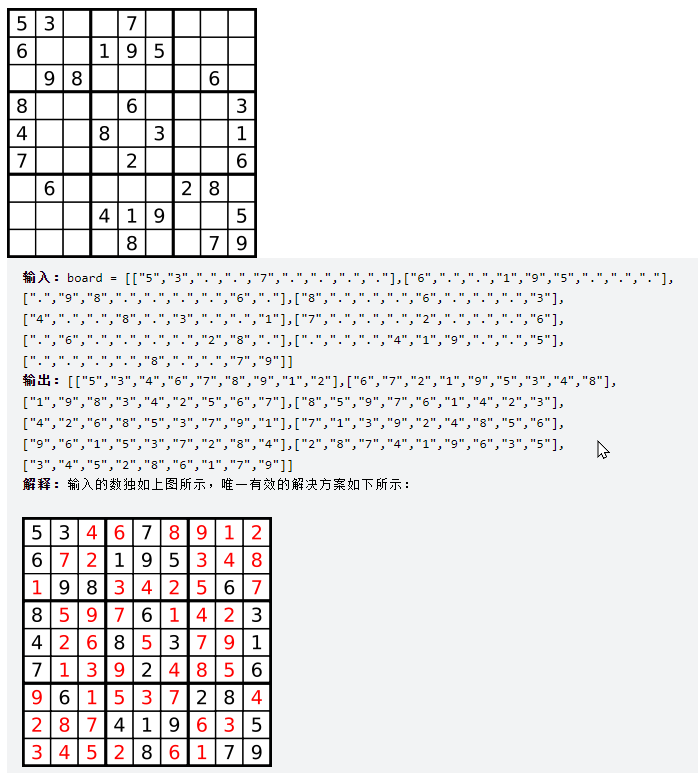 5 3 7
6 1 9 5
9 8 6
8 6 3
4 8 3 1
7 2 6
6 2 8
4 1 9 5
8 7 9
输入：board = [["5","3",".",".","7",".",".",".","."],["6",".",".","1","9","5",".",".","."],
[".","9","8",".",".",".",".","6","."],["8",".",".",".","6",".",".",".","3"],
["4",".",".","8",".","3",".",".","1"],["7",".",".",".","2",".",".",".","6"],
[".","6",".",".",".",".","2","8","."],[".",".",".","4","1","9",".",".","5"],
[".",".",".",".","8",".",".","7","9"]]
输出：[["5","3","4","6","7","8","9","1","2"],["6","7","2","1","9","5","3","4","8"],
["1","9","8","3","4","2","5","6","7"],["8","5","9","7","6","1","4","2","3"],
["4","2","6","8","5","3","7","9","1"],["7","1","3","9","2","4","8","5","6"],
["9","6","1","5","3","7","2","8","4"],["2","8","7","4","1","9","6","3","5"],
["3","4","5","2","8","6","1","7","9"]]
解释：输入的数独如上图所示，唯一有效的解决方案如下所示：
5 3 4 6 7 8 9 1 2
6 7 2 1 9 5 3 4 8
1 9 8 3 4 2 5 6 7
8 5 9 7 6 1 4 2 3
4 2 6 8 5 3 7 9 1
7 1 3 9 2 4 8 5 6
9 6 1 5 3 7 2 8 4
2 8 7 4 1 9 6 3 5
3 4 5 2 8 6 1 7 9